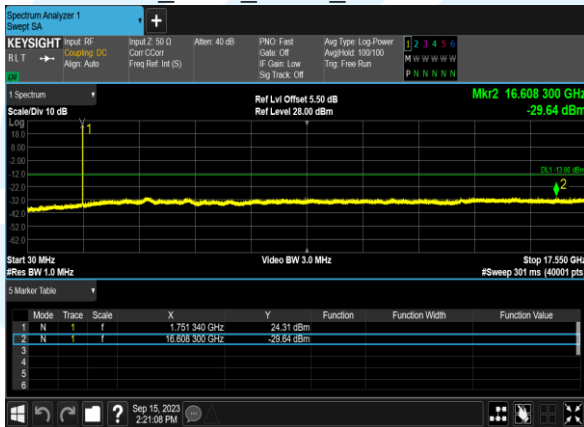 Spectrum Analyzer 1
Swept SA
+
KEYSIGHT Input: RF Input Z: 50 Ω Atten: 40 dB PNO: Fast Avg Type: Log-Power 1 2 3 4 5 6
RLT Coupling: DC Corr CCorr Gate: Off Avg|Hold: 100/100 M W W W W W
Align: Auto Freq Ref: Int (S) IF Gain: Low Trig: Free Run
Sig Track: Off P N N N N N
1 Spectrum Ref Lvl Offset 5.50 dB Mkr2 16.608 300 GHz
Scale/Div 10 dB Ref Level 28.00 dBm -29.64 dBm
Log
18.0 1
8.00
-2.00
-12.0 DL1 -13.00 dBm
-22.0 2
-32.0
-42.0
-52.0
-62.0
Start 30 MHz Video BW 3.0 MHz Stop 17.550 GHz
#Res BW 1.0 MHz #Sweep 301 ms (40001 pts
5 Marker Table
Mode Trace Scale X Y Function Function Width Function Value
1 N 1 f 1.751 340 GHz 24.31 dBm
2 N 1 f 16.608 300 GHz -29.64 dBm
3
4
5
6
? Sep 15, 2023
2:21:08 PM